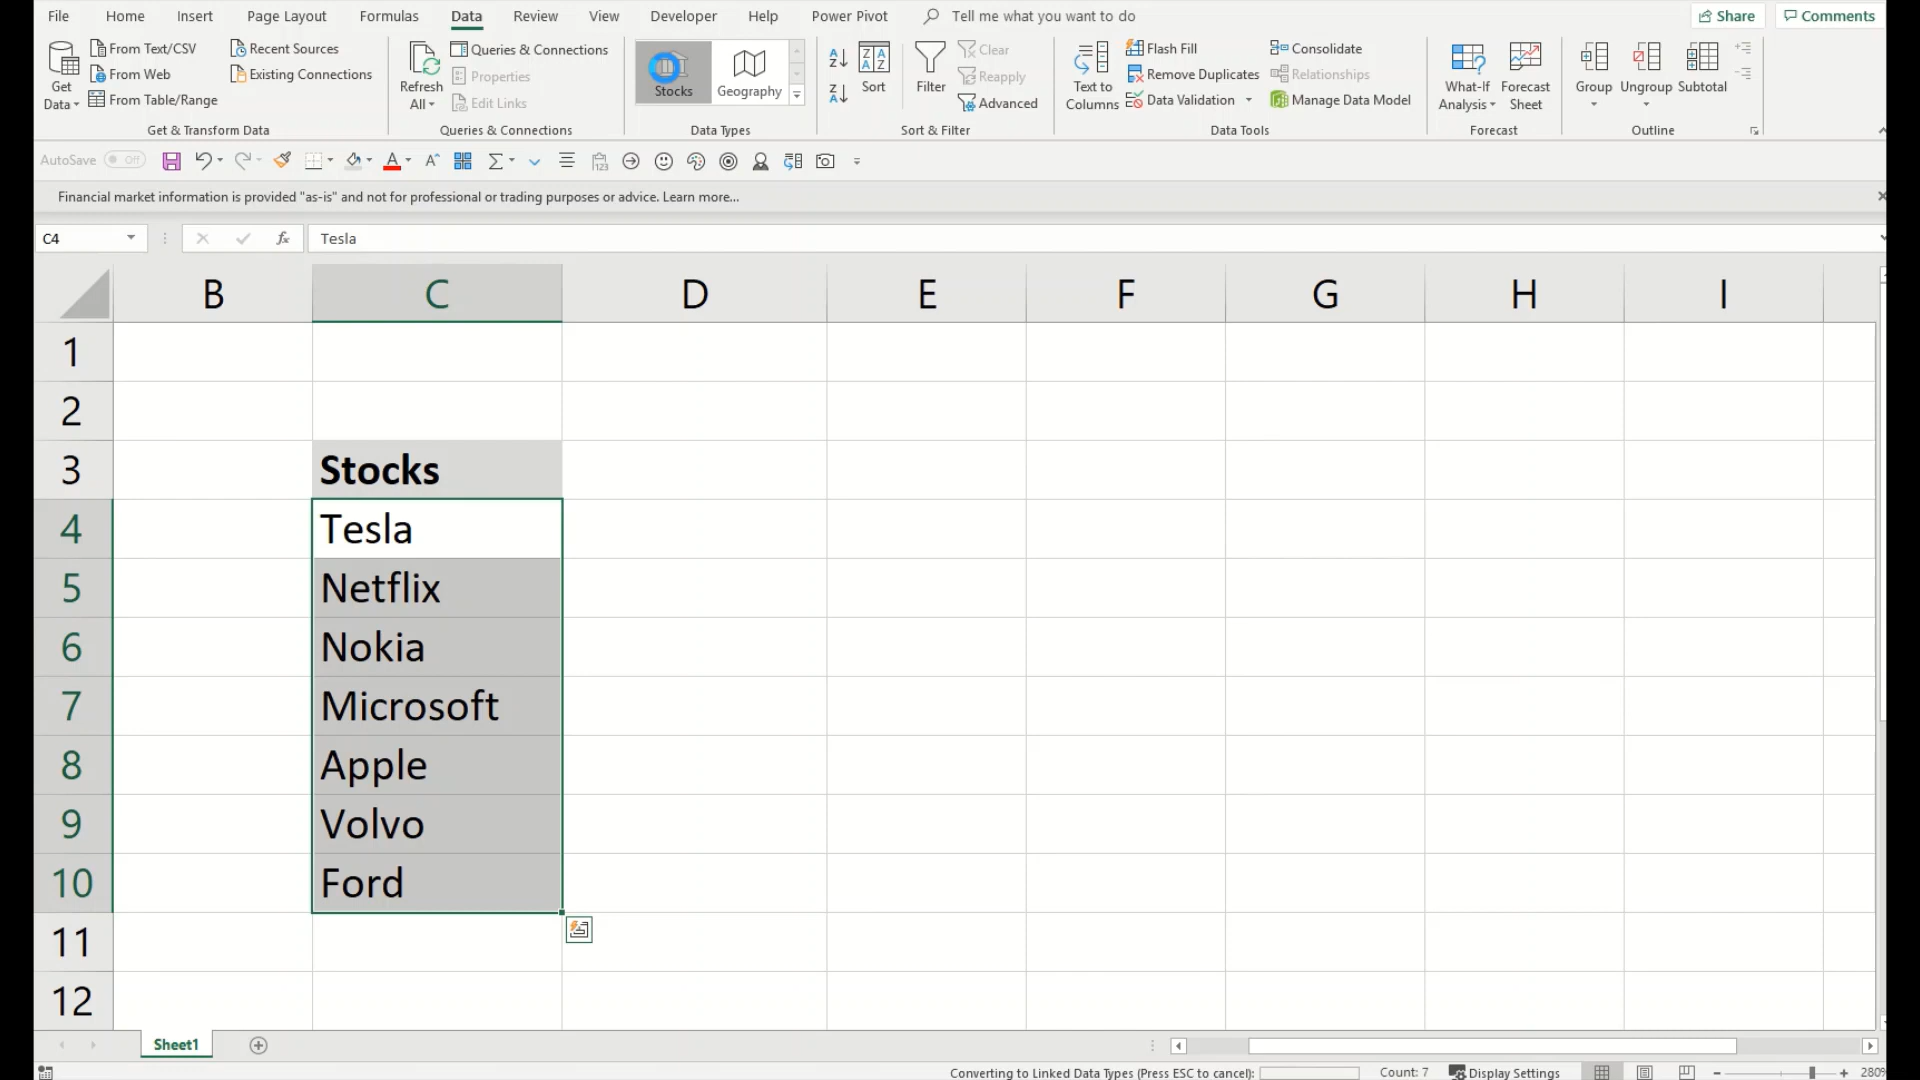 File Home Insert Page Layout Formulas Data Review View Developer Help Power Pivot Tell me what you want to do Share Comments
Get Data
From Text/CSV
From Web
From Table/Range
Recent Sources
Existing Connections
Get & Transform Data
Refresh All
Queries & Connections
Properties
Edit Links
Queries & Connections
Stocks
Geography
Data Types
Sort
Filter
Clear
Reapply
Advanced
Sort & Filter
Text to Columns
Flash Fill
Remove Duplicates
Data Validation
Consolidate
Relationships
Manage Data Model
Data Tools
What-If Analysis
Forecast Sheet
Forecast
Group
Ungroup
Subtotal
Outline
AutoSave Off
Financial market information is provided "as-is" and not for professional or trading purposes or advice. Learn more...
C4 fx Tesla
B C D E F G H I
1
2
3 Stocks
4 Tesla
5 Netflix
6 Nokia
7 Microsoft
8 Apple
9 Volvo
10 Ford
11
12
Sheet1
Converting to Linked Data Types (Press ESC to cancel): Count: 7 Display Settings 280%